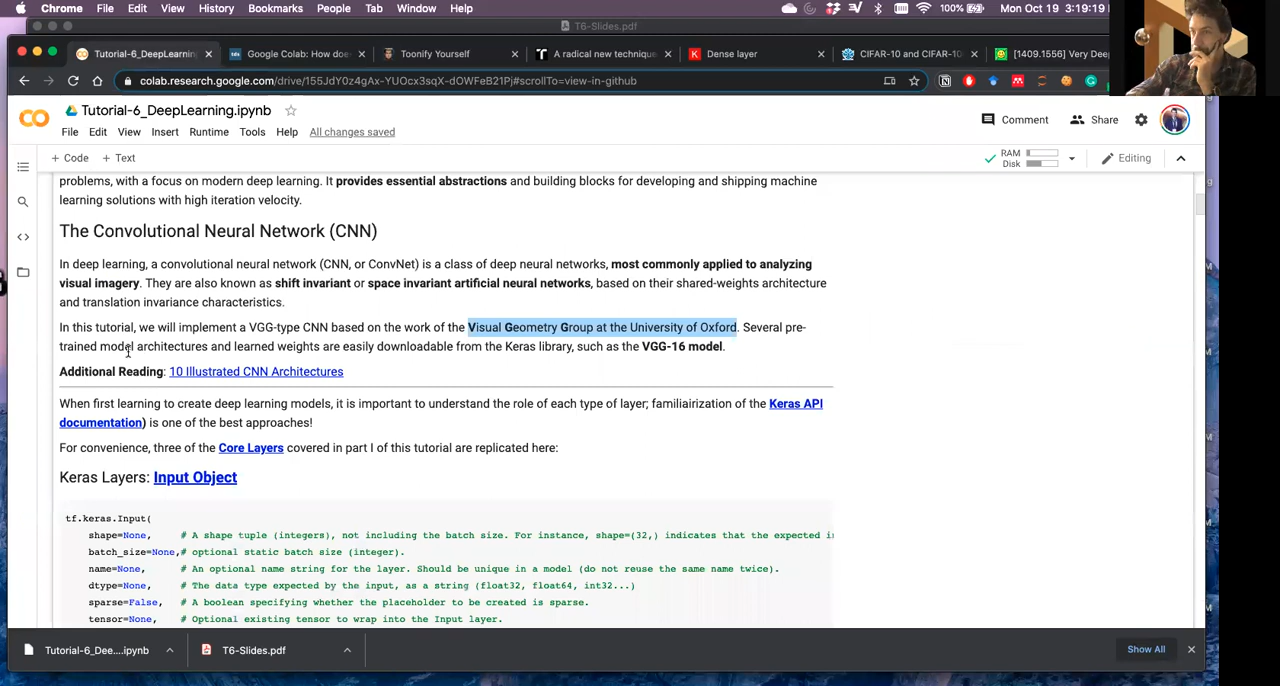 Chrome File Edit View History Bookmarks People Tab Window Help 100% Mon Oct 19 3:19:19
T6-Slides.pdf
Tutorial-6_DeepLearnin Google Colab: How doe Toonify Yourself A radical new technique Dense layer CIFAR-10 and CIFAR-10 [1409.1556] Very Dee
colab.research.google.com/drive/155JdY0z4gAx-YUOcx3sqX-dOWFeB21Pj#scrollTo=view-in-github
Tutorial-6_DeepLearning.ipynb
File Edit View Insert Runtime Tools Help All changes saved
Comment Share
+ Code + Text
RAM
Disk
Editing
problems, with a focus on modern deep learning. It provides essential abstractions and building blocks for developing and shipping machine
learning solutions with high iteration velocity.
The Convolutional Neural Network (CNN)
In deep learning, a convolutional neural network (CNN, or ConvNet) is a class of deep neural networks, most commonly applied to analyzing
visual imagery. They are also known as shift invariant or space invariant artificial neural networks, based on their shared-weights architecture
and translation invariance characteristics.
In this tutorial, we will implement a VGG-type CNN based on the work of the Visual Geometry Group at the University of Oxford. Several pre-
trained model architectures and learned weights are easily downloadable from the Keras library, such as the VGG-16 model.
Additional Reading: 10 Illustrated CNN Architectures
When first learning to create deep learning models, it is important to understand the role of each type of layer; familiairization of the Keras API
documentation) is one of the best approaches!
For convenience, three of the Core Layers covered in part I of this tutorial are replicated here:
Keras Layers: Input Object
tf.keras.Input(
shape=None, # A shape tuple (integers), not including the batch size. For instance, shape=(32,) indicates that the expected in
batch_size=None,# optional static batch size (integer).
name=None, # An optional name string for the layer. Should be unique in a model (do not reuse the same name twice).
dtype=None, # The data type expected by the input, as a string (float32, float64, int32...)
sparse=False, # A boolean specifying whether the placeholder to be created is sparse.
tensor=None, # Optional existing tensor to wrap into the Input layer.
Tutorial-6_Dee....ipynb T6-Slides.pdf Show All